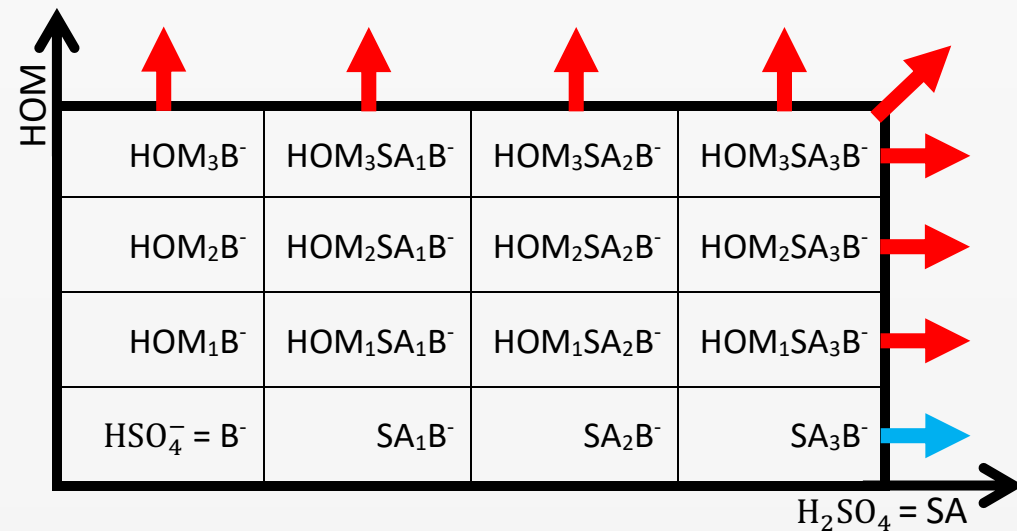 HOM
HOM₃B⁻ HOM₃SA₁B⁻ HOM₃SA₂B⁻ HOM₃SA₃B⁻
HOM₂B⁻ HOM₂SA₁B⁻ HOM₂SA₂B⁻ HOM₂SA₃B⁻
HOM₁B⁻ HOM₁SA₁B⁻ HOM₁SA₂B⁻ HOM₁SA₃B⁻
HSO₄⁻ = B⁻ SA₁B⁻ SA₂B⁻ SA₃B⁻
H₂SO₄ = SA